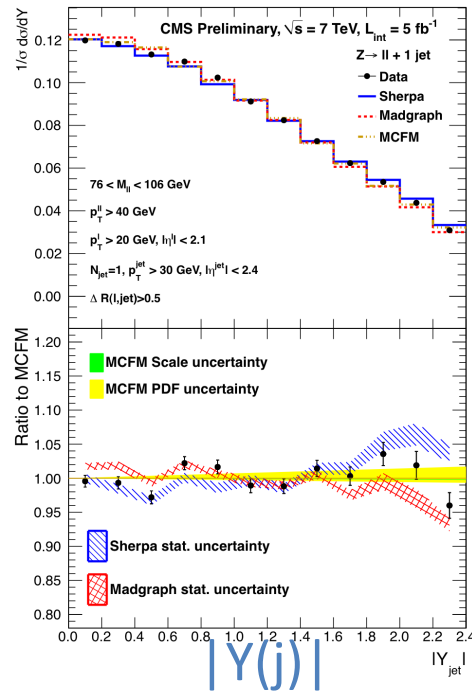 CMS Preliminary, √s = 7 TeV, L_int = 5 fb⁻¹
Z→ ll + 1 jet
Data
Sherpa
Madgraph
MCFM
1/σ dσ/dY
0.12
0.10
0.08
0.06
0.04
0.02
0.00
76 < M_ll < 106 GeV
p_T^ll > 40 GeV
p_T^l > 20 GeV, |η^l| < 2.1
N_jet=1, p_T^jet > 30 GeV, |η^jet| < 2.4
Δ R(l,jet)>0.5
Ratio to MCFM
1.20
1.15
1.10
1.05
1.00
0.95
0.90
0.85
0.80
MCFM Scale uncertainty
MCFM PDF uncertainty
Sherpa stat. uncertainty
Madgraph stat. uncertainty
0.0 0.2 0.4 0.6 0.8 1.0 1.2 1.4 1.6 1.8 2.0 2.2 2.4
|Y_jet|
|Y(j)|